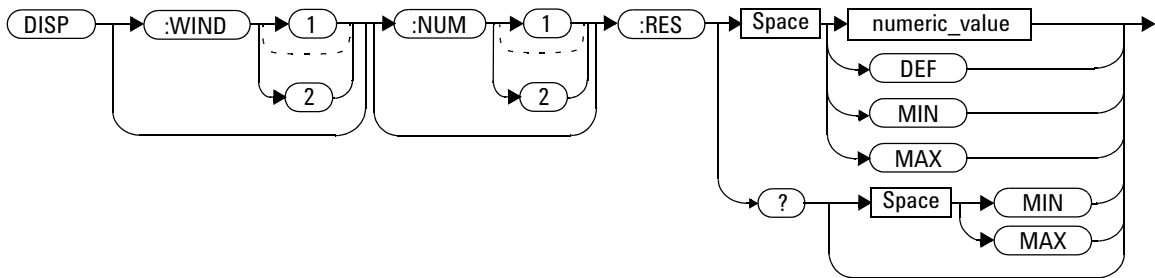 DISP :WIND 1 :NUM 1 :RES Space numeric_value
2 2 DEF
MIN
MAX
? Space MIN
MAX